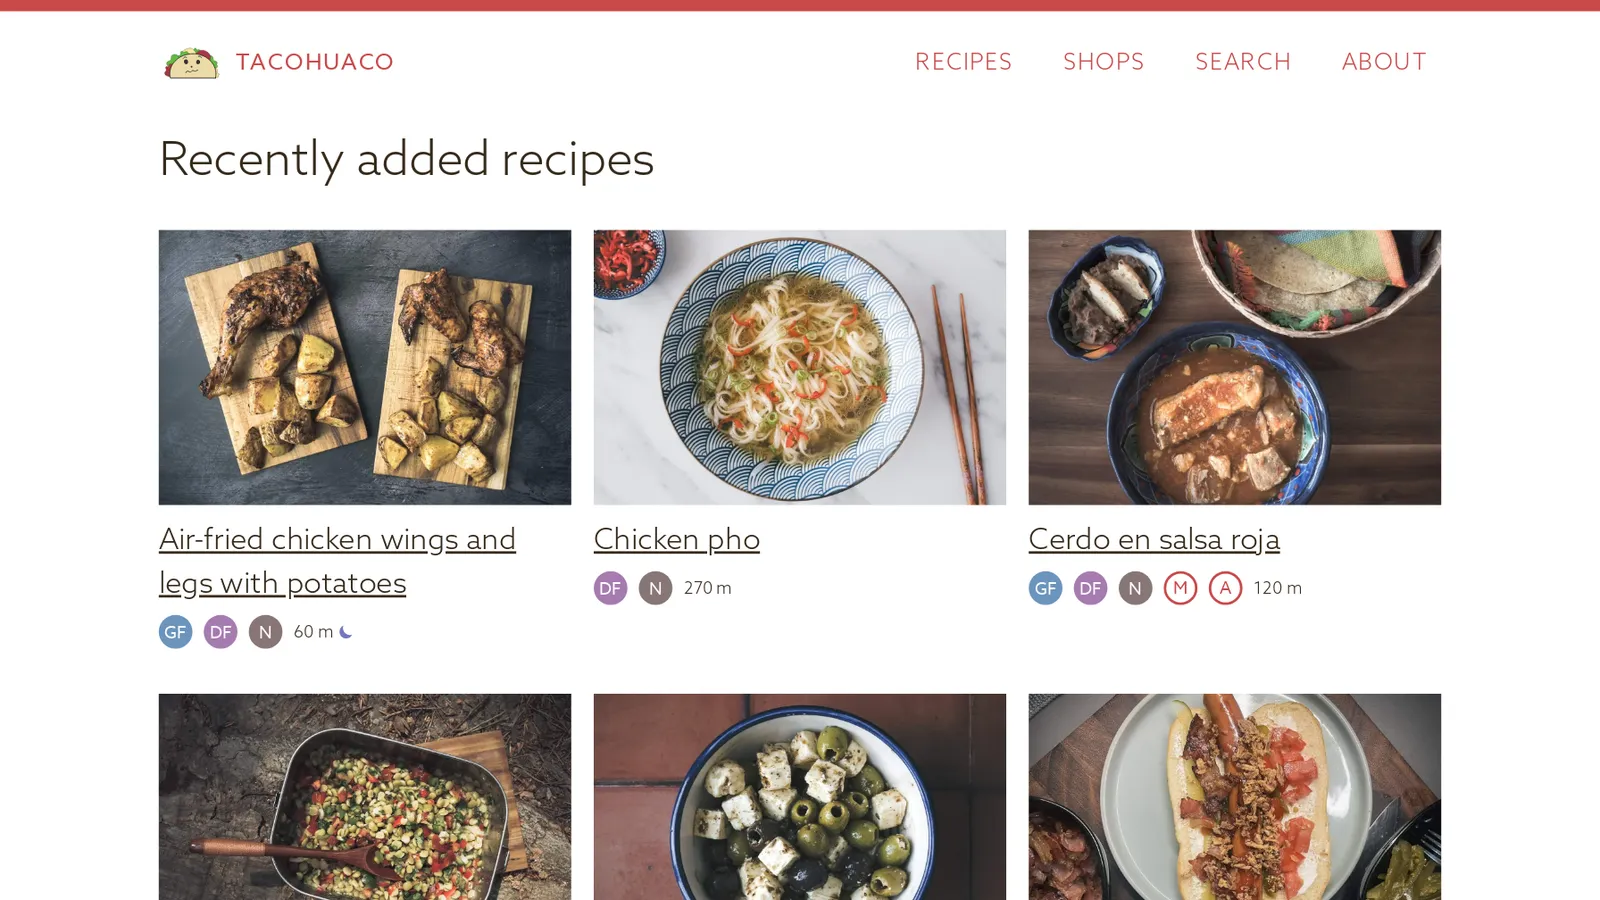 TACOHUACO
RECIPES SHOPS SEARCH ABOUT
Recently added recipes
Air-fried chicken wings and
legs with potatoes
GF DF N 60 m
Chicken pho
DF N 270 m
Cerdo en salsa roja
GF DF N M A 120 m